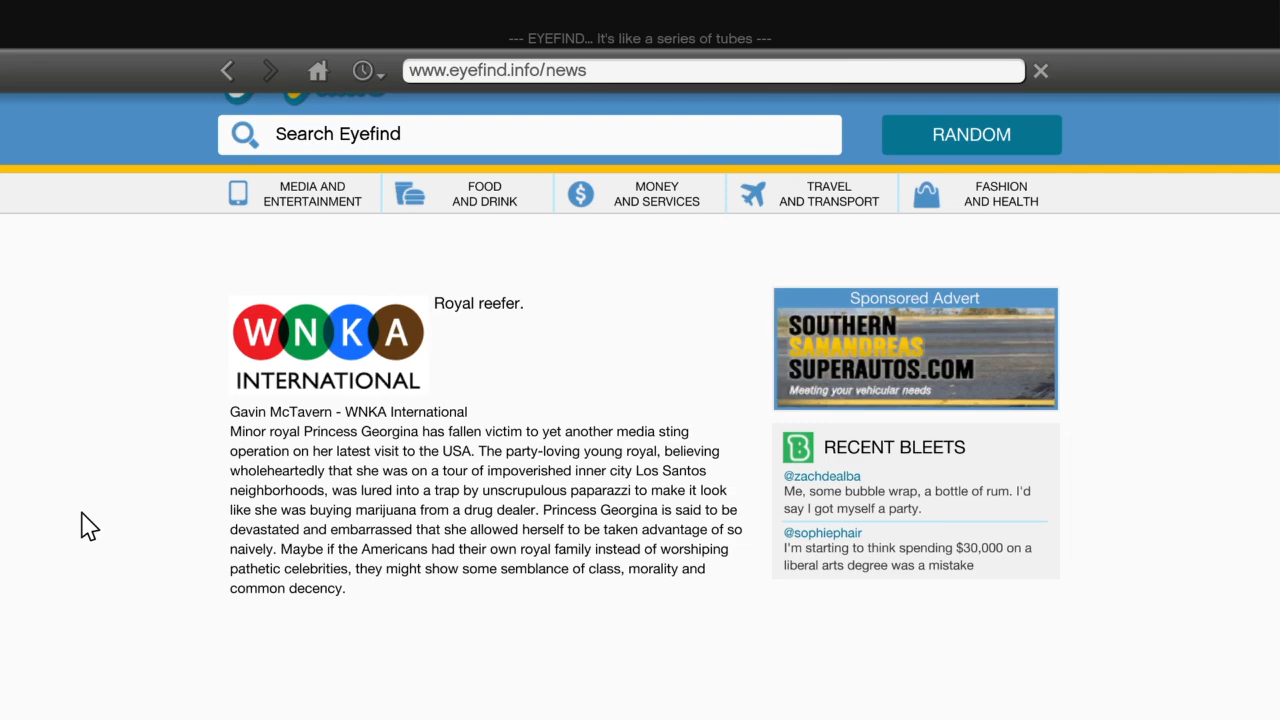 --- EYEFIND... It's like a series of tubes ---
www.eyefind.info/news
Search Eyefind
RANDOM
MEDIA AND
ENTERTAINMENT
FOOD
AND DRINK
MONEY
AND SERVICES
TRAVEL
AND TRANSPORT
FASHION
AND HEALTH
WNKA
INTERNATIONAL
Royal reefer.
Gavin McTavern - WNKA International
Minor royal Princess Georgina has fallen victim to yet another media sting
operation on her latest visit to the USA. The party-loving young royal, believing
wholeheartedly that she was on a tour of impoverished inner city Los Santos
neighborhoods, was lured into a trap by unscrupulous paparazzi to make it look
like she was buying marijuana from a drug dealer. Princess Georgina is said to be
devastated and embarrassed that she allowed herself to be taken advantage of so
naively. Maybe if the Americans had their own royal family instead of worshiping
pathetic celebrities, they might show some semblance of class, morality and
common decency.
Sponsored Advert
SOUTHERN
SANANDREAS
SUPERAUTOS.COM
Meeting your vehicular needs
B
RECENT BLEETS
@zachdealba
Me, some bubble wrap, a bottle of rum. I'd
say I got myself a party.
@sophiephair
I'm starting to think spending $30,000 on a
liberal arts degree was a mistake